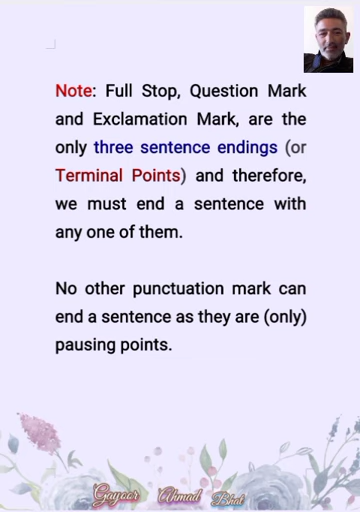 Note: Full Stop, Question Mark
and Exclamation Mark, are the
only three sentence endings (or
Terminal Points) and therefore,
we must end a sentence with
any one of them.
No other punctuation mark can
end a sentence as they are (only)
pausing points.
Gayoor Ahmad Bhat